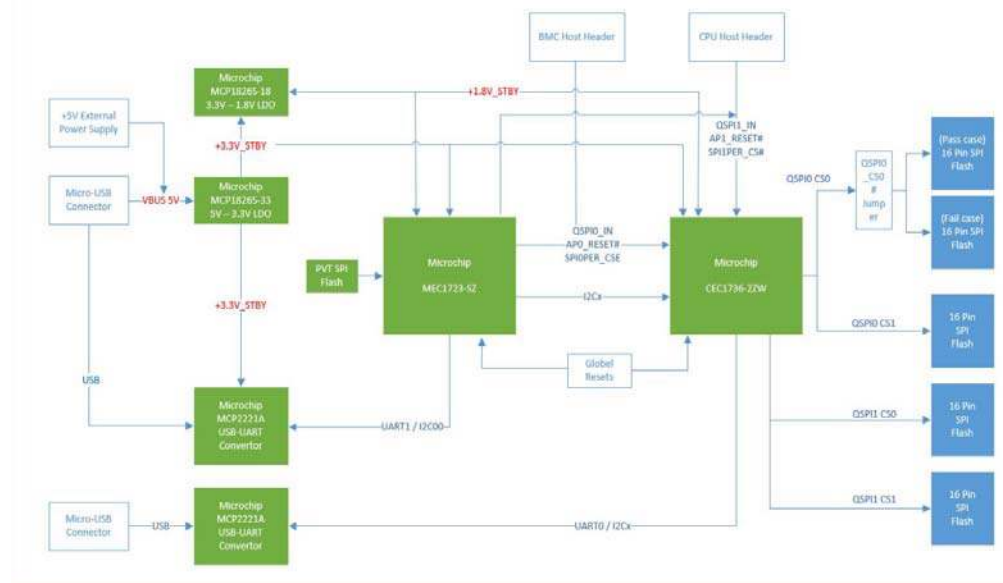 BMC Host Header
CPU Host Header
Microchip
MCP1826S-18
3.3V – 1.8V LDO
+1.8V_STBY
+5V External
Power Supply
+3.3V_STBY
QSPI1_IN
AP1_RESET#
SPI1PER_CS#
(Pass case)
16 Pin SPI
Flash
QSPI0 CS0
QSPI0
_CS0
#
Jump
er
Micro-USB
Connector
VBUS 5V
Microchip
MCP1826S-33
5V – 3.3V LDO
(Fail case)
16 Pin SPI
Flash
QSPI0_IN
AP0_RESET#
SPI0PER_CSE
PVT SPI
Flash
Microchip
MEC1723-SZ
Microchip
CEC1736-2ZW
I2Cx
+3.3V_STBY
QSPI0 CS1
16 Pin
SPI
Flash
Globel
Resets
USB
Microchip
MCP2221A
USB-UART
Convertor
UART1 / I2C00
QSPI1 CS0
16 Pin
SPI
Flash
QSPI1 CS1
16 Pin
SPI
Flash
Micro-USB
Connector
USB
Microchip
MCP2221A
USB-UART
Convertor
UART0 / I2Cx